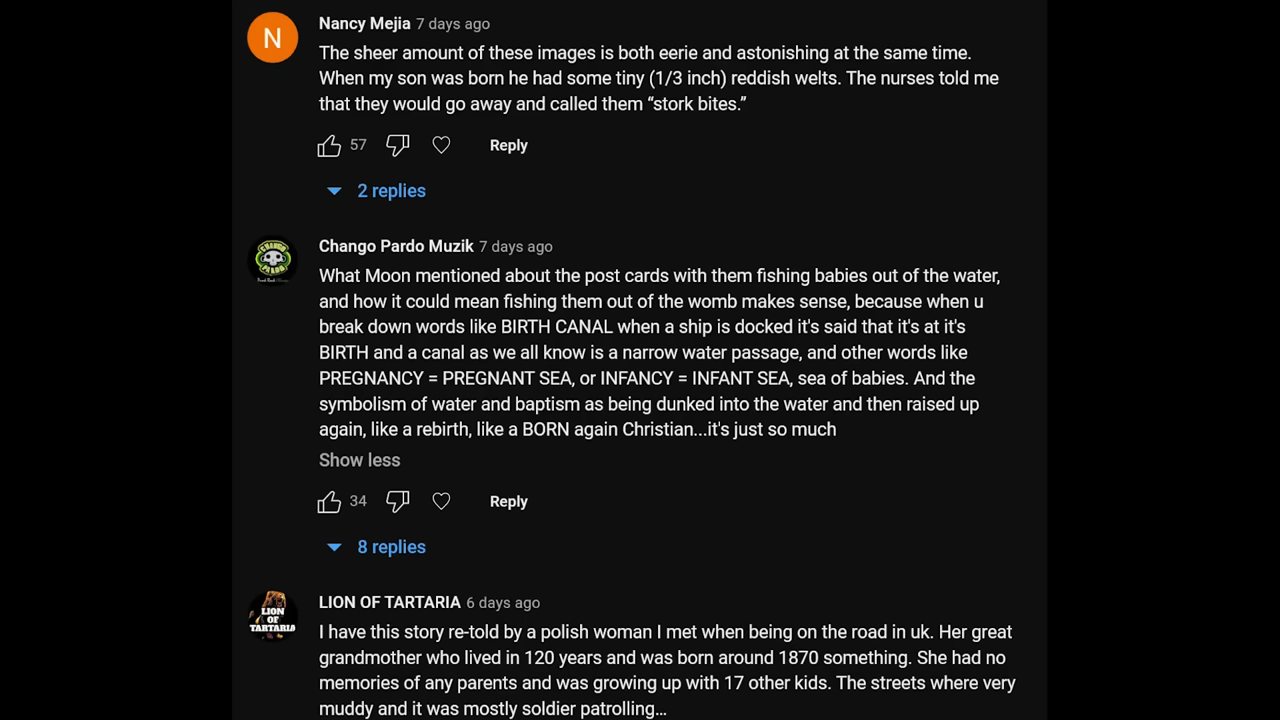 N
Nancy Mejia 7 days ago
The sheer amount of these images is both eerie and astonishing at the same time.
When my son was born he had some tiny (1/3 inch) reddish welts. The nurses told me
that they would go away and called them “stork bites.”
57 Reply
2 replies
CHANGO
PARDO
Chango Pardo Muzik 7 days ago
What Moon mentioned about the post cards with them fishing babies out of the water,
and how it could mean fishing them out of the womb makes sense, because when u
break down words like BIRTH CANAL when a ship is docked it's said that it's at it's
BIRTH and a canal as we all know is a narrow water passage, and other words like
PREGNANCY = PREGNANT SEA, or INFANCY = INFANT SEA, sea of babies. And the
symbolism of water and baptism as being dunked into the water and then raised up
again, like a rebirth, like a BORN again Christian...it's just so much
Show less
34 Reply
8 replies
LION
OF
TARTARIA
LION OF TARTARIA 6 days ago
I have this story re-told by a polish woman I met when being on the road in uk. Her great
grandmother who lived in 120 years and was born around 1870 something. She had no
memories of any parents and was growing up with 17 other kids. The streets where very
muddy and it was mostly soldier patrolling…